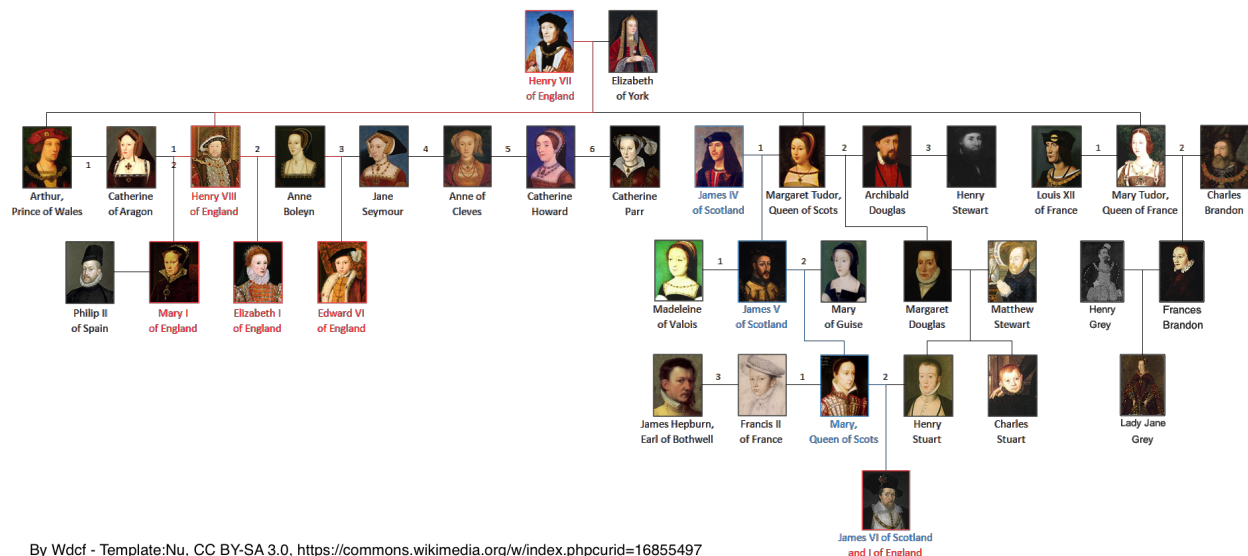 Henry VII
of England
Elizabeth
of York
1
1
2
2
3
4
5
6
1
2
3
1
2
Arthur,
Prince of Wales
Catherine
of Aragon
Henry VIII
of England
Anne
Boleyn
Jane
Seymour
Anne of
Cleves
Catherine
Howard
Catherine
Parr
James IV
of Scotland
Margaret Tudor,
Queen of Scots
Archibald
Douglas
Henry
Stewart
Louis XII
of France
Mary Tudor,
Queen of France
Charles
Brandon
1
2
Philip II
of Spain
Mary I
of England
Elizabeth I
of England
Edward VI
of England
Madeleine
of Valois
James V
of Scotland
Mary
of Guise
Margaret
Douglas
Matthew
Stewart
Henry
Grey
Frances
Brandon
3
1
2
James Hepburn,
Earl of Bothwell
Francis II
of France
Mary,
Queen of Scots
Henry
Stuart
Charles
Stuart
Lady Jane
Grey
James VI of Scotland
and I of England
By Wdcf - Template:Nu, CC BY-SA 3.0, https://commons.wikimedia.org/w/index.phpcurid=16855497